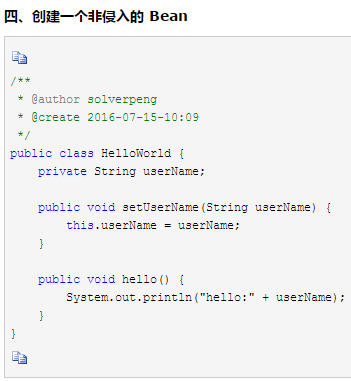 四、创建一个非侵入的 Bean
/**
 * @author solverpeng
 * @create 2016-07-15-10:09
 */
public class HelloWorld {
    private String userName;
    public void setUserName(String userName) {
        this.userName = userName;
    }
    public void hello() {
        System.out.println("hello:" + userName);
    }
}